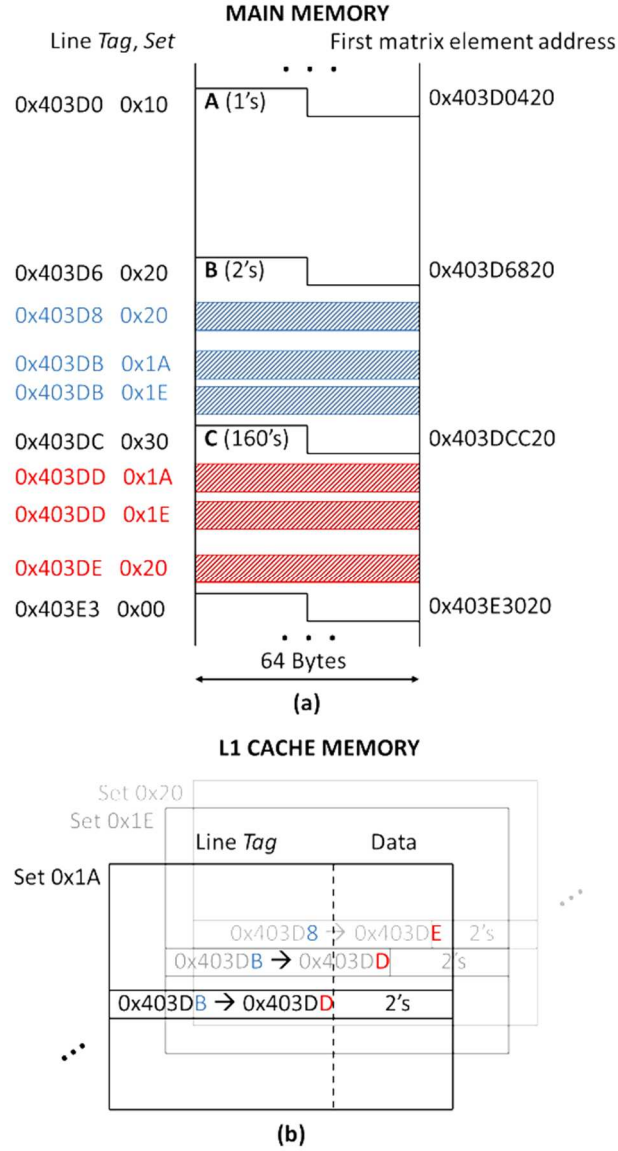 MAIN MEMORY
Line Tag, Set First matrix element address
• • •
0x403D0 0x10 A (1's) 0x403D0420
0x403D6 0x20 B (2's) 0x403D6820
0x403D8 0x20
0x403DB 0x1A
0x403DB 0x1E
0x403DC 0x30 C (160's) 0x403DCC20
0x403DD 0x1A
0x403DD 0x1E
0x403DE 0x20
0x403E3 0x00 0x403E3020
• • •
64 Bytes
(a)
L1 CACHE MEMORY
Set 0x20
Set 0x1E
Line Tag Data
Set 0x1A
•••
0x403D8 → 0x403DE 2's
0x403DB → 0x403DD 2's
0x403DB → 0x403DD 2's
•••
(b)